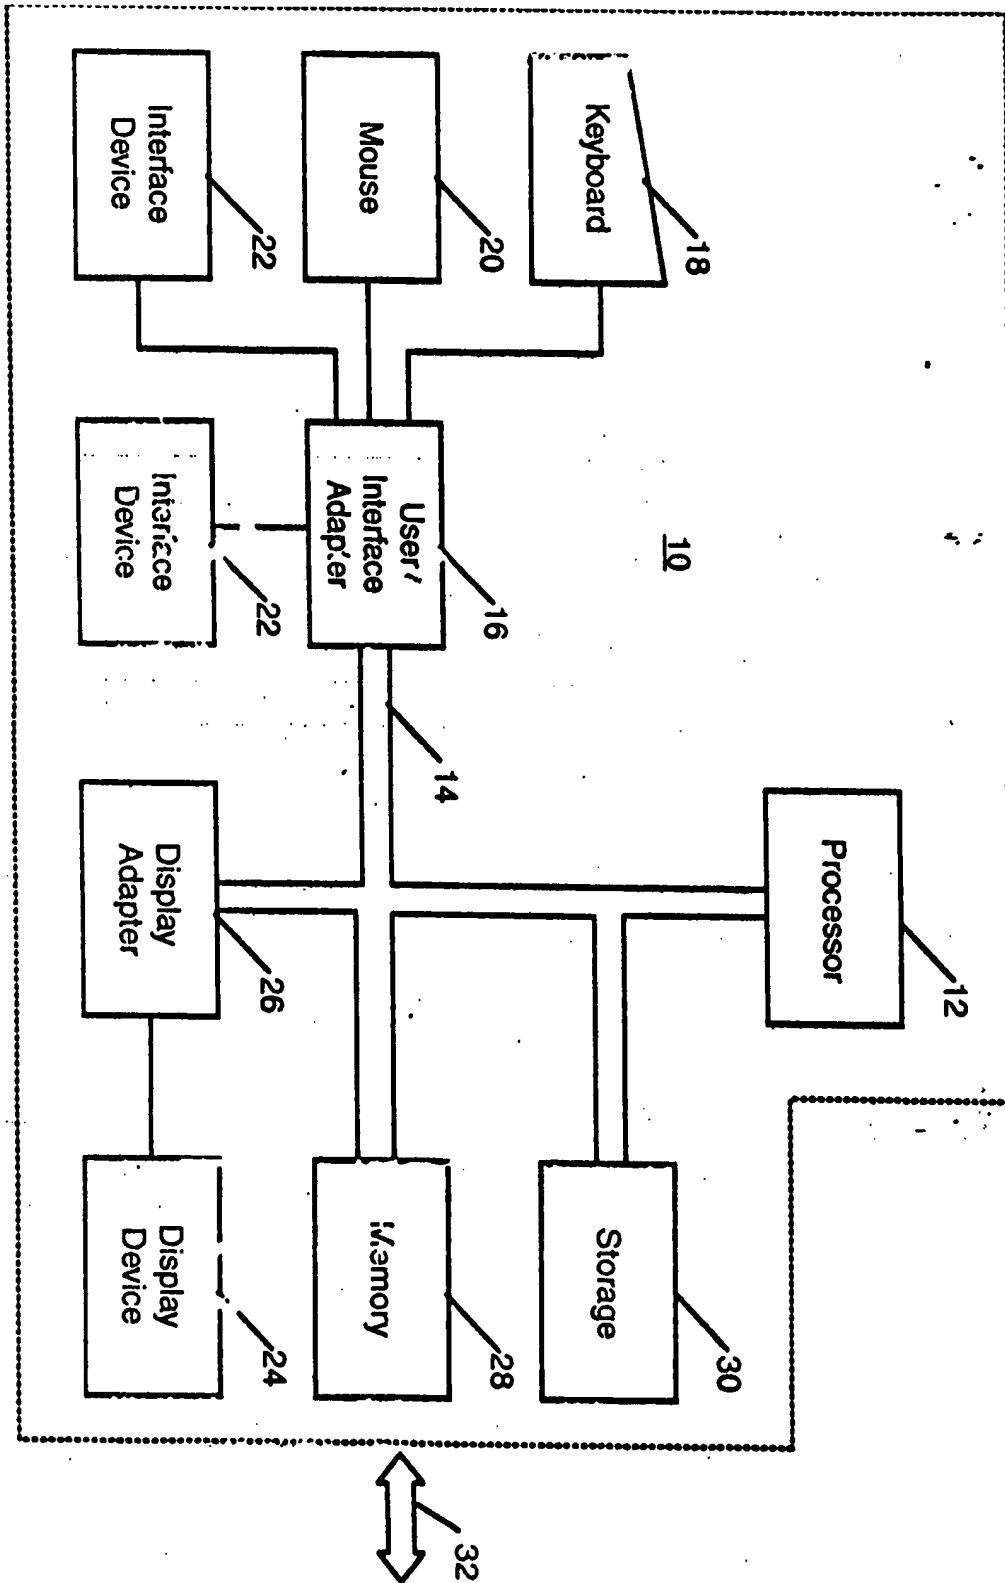 12
Processor
10
18
Keyboard
30
Storage
20
Mouse
16
User/
Interface
Adapter
14
28
Memory
32
22
Interface
Device
22
Interface
Device
26
Display
Adapter
24
Display
Device